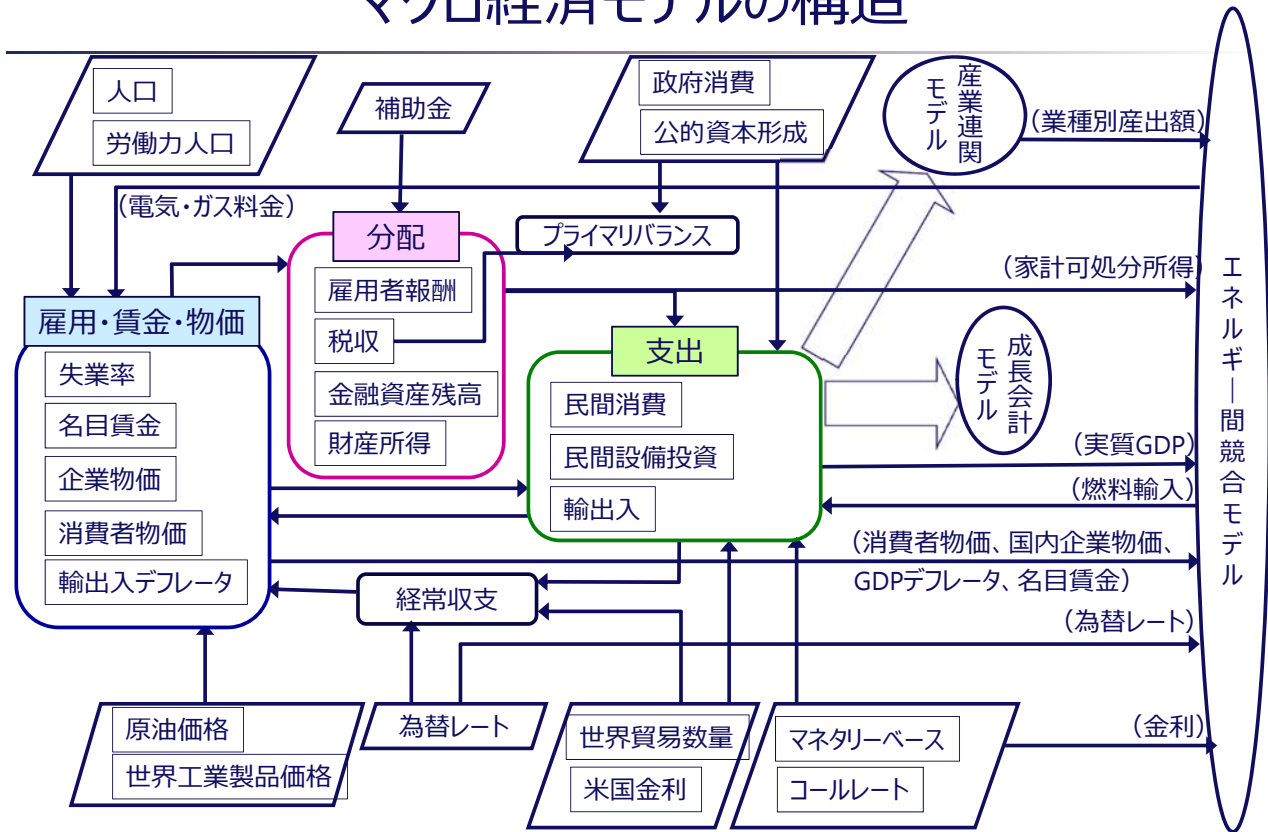 マクロ経済モデルの構造
人口
労働力人口
補助金
政府消費
公的資本形成
産業連関
モデル
（業種別産出額）
（電気・ガス料金）
分配
プライマリバランス
雇用者報酬
税収
金融資産残高
財産所得
（家計可処分所得）
雇用・賃金・物価
失業率
名目賃金
企業物価
消費者物価
輸出入デフレータ
支出
民間消費
民間設備投資
輸出入
成長会計
モデル
（実質GDP）
（燃料輸入）
（消費者物価、国内企業物価、
GDPデフレータ、名目賃金）
経常収支
（為替レート）
原油価格
世界工業製品価格
為替レート
世界貿易数量
米国金利
マネタリーベース
コールレート
（金利）
エネルギー間競合モデル